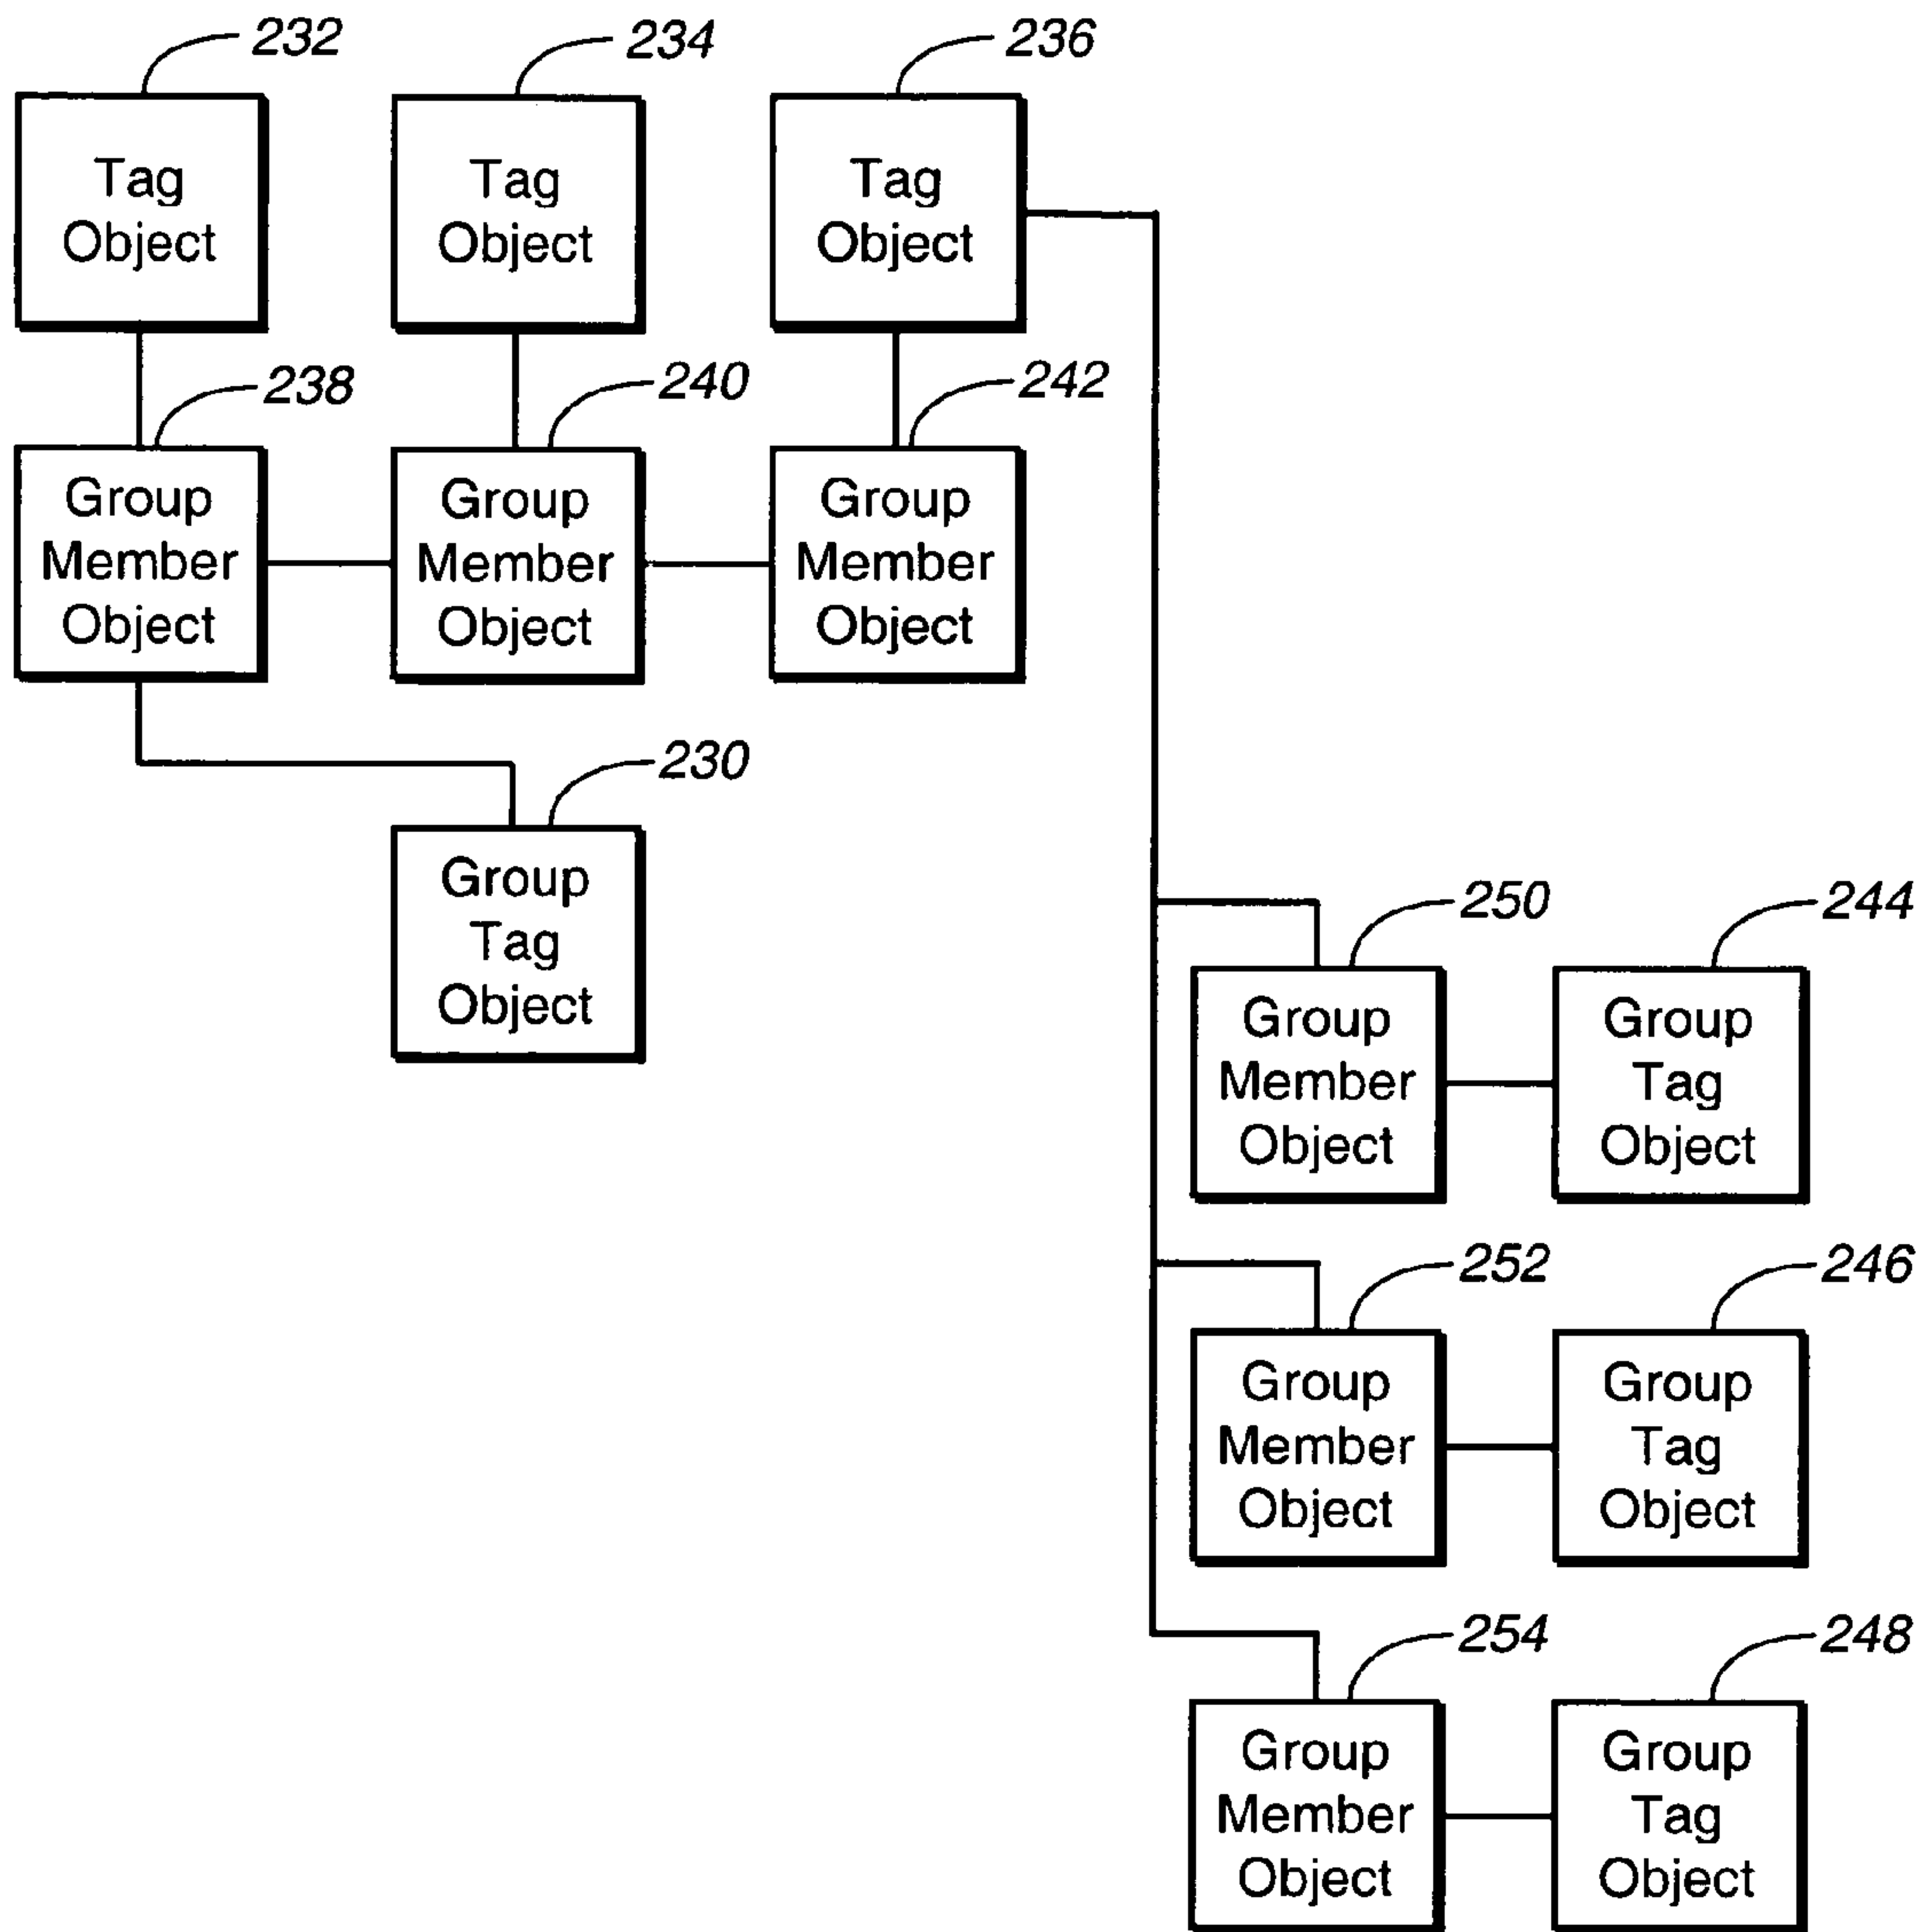 232
234
236
Tag
Object
Tag
Object
Tag
Object
238
240
242
Group
Member
Object
Group
Member
Object
Group
Member
Object
230
Group
Tag
Object
250
244
Group
Member
Object
Group
Tag
Object
252
246
Group
Member
Object
Group
Tag
Object
254
248
Group
Member
Object
Group
Tag
Object